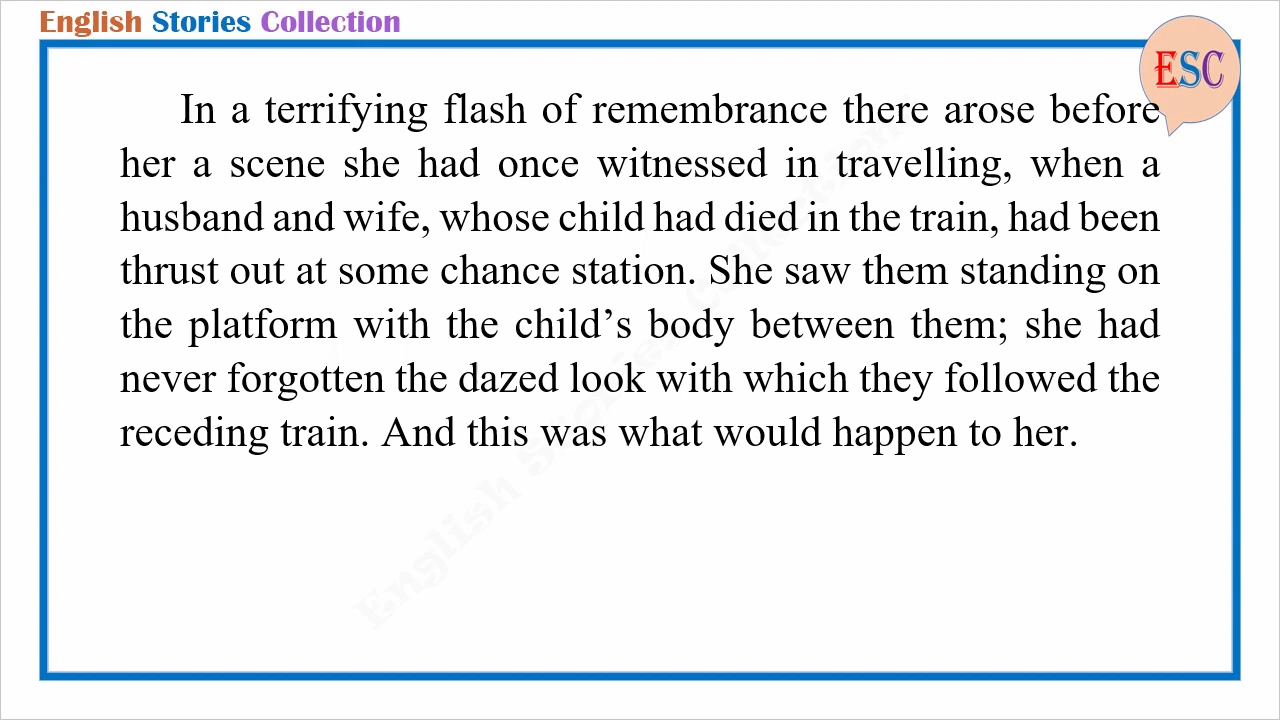 English Stories Collection
ESC
In a terrifying flash of remembrance there arose before
her a scene she had once witnessed in travelling, when a
husband and wife, whose child had died in the train, had been
thrust out at some chance station. She saw them standing on
the platform with the child’s body between them; she had
never forgotten the dazed look with which they followed the
receding train. And this was what would happen to her.
English Stories Collection